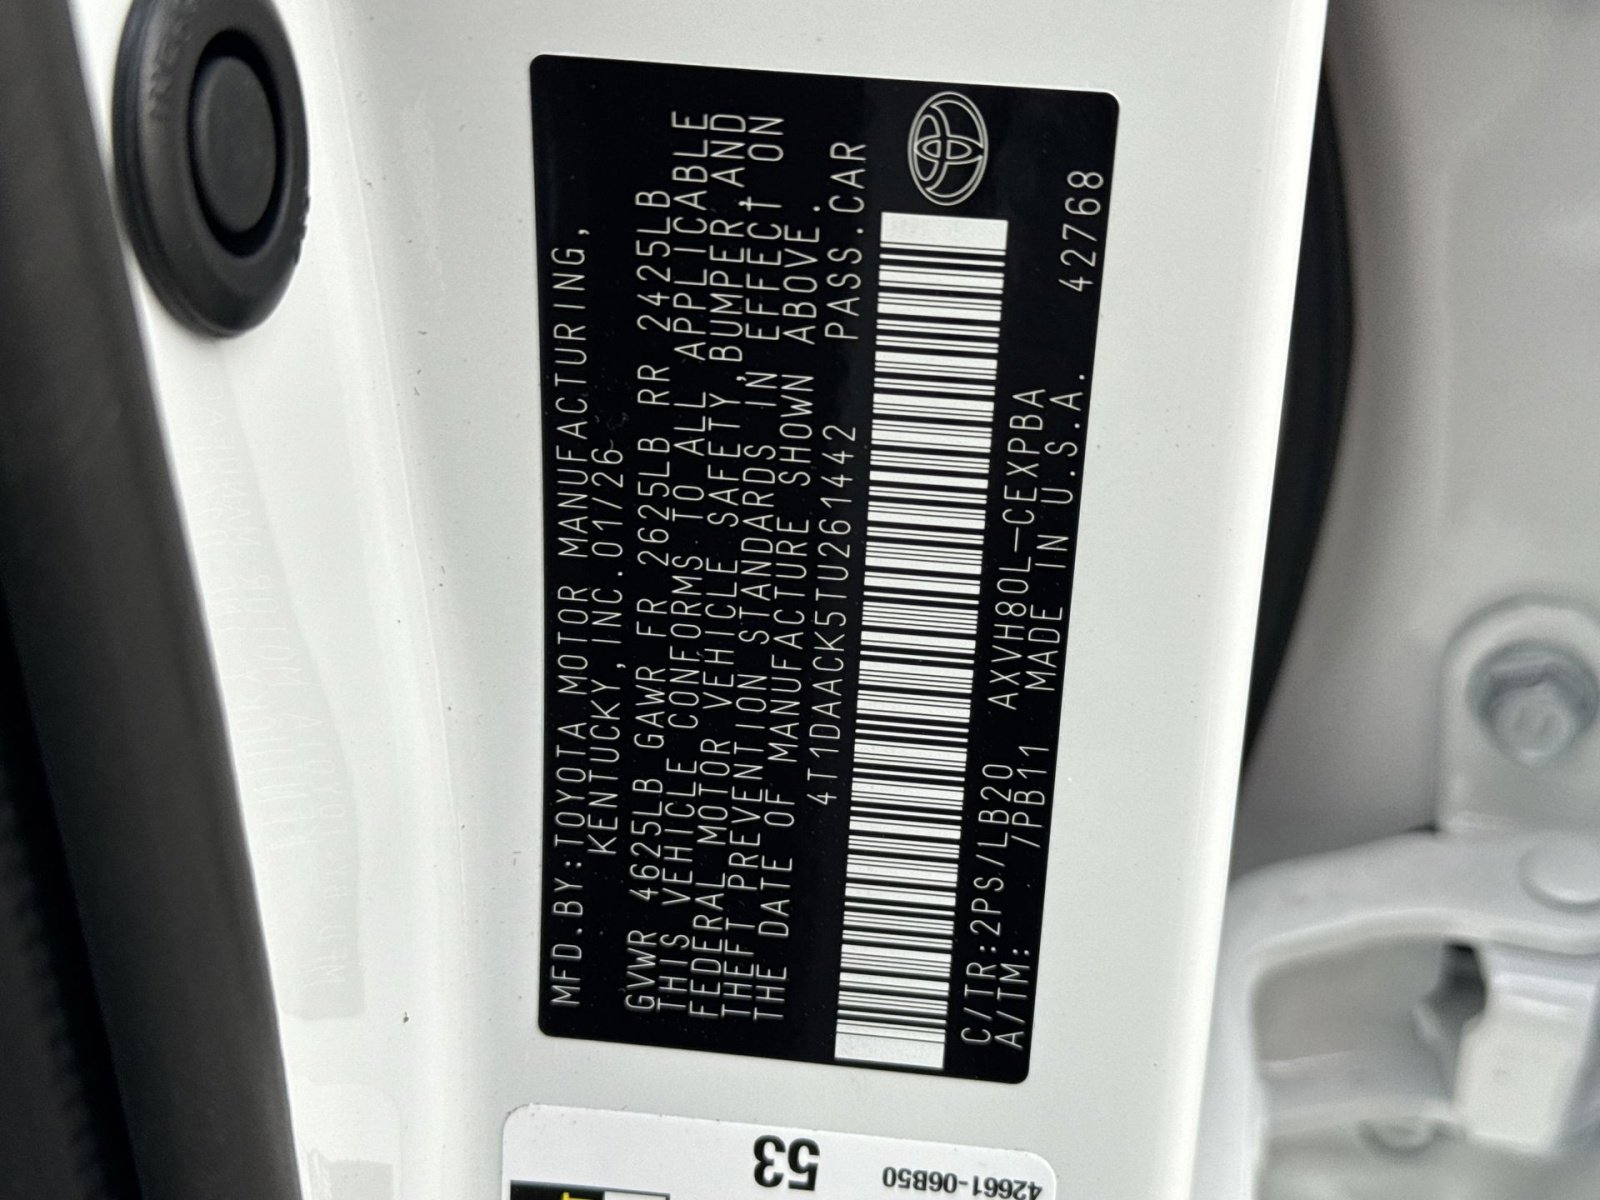 MFD.BY:TOYOTA MOTOR MANUFACTURING,
KENTUCKY, INC.01/26
GVWR 4625LB GAWR FR 2625LB RR 2425LB
THIS VEHICLE CONFORMS TO ALL APPLICABLE
FEDERAL MOTOR VEHICLE SAFETY,BUMPER,AND
THEFT PREVENTION STANDARDS IN EFFECT ON
THE DATE OF MANUFACTURE SHOWN ABOVE.
4T1DAACK5TU261442 PASS.CAR
C/TR:2PS/LB20 AXVH80L-CEXPBA
A/TM: /PB11 MADE IN U.S.A. 42768
53
42661-06B50